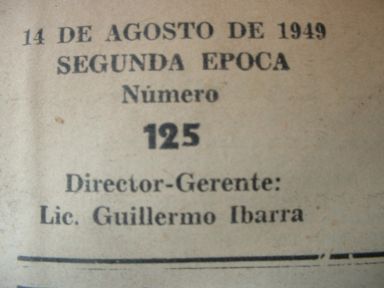 14 DE AGOSTO DE 1949
SEGUNDA EPOCA
Número
125
Director-Gerente:
Lic. Guillermo Ibarra